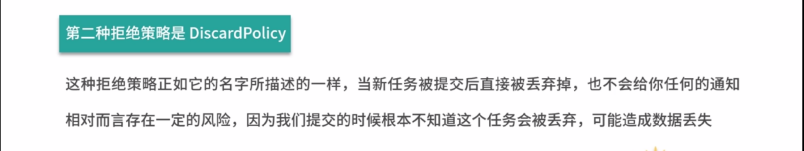 第二种拒绝策略是 DiscardPolicy
这种拒绝策略正如它的名字所描述的一样，当新任务被提交后直接被丢弃掉，也不会给你任何的通知
相对而言存在一定的风险，因为我们提交的时候根本不知道这个任务会被丢弃，可能造成数据丢失